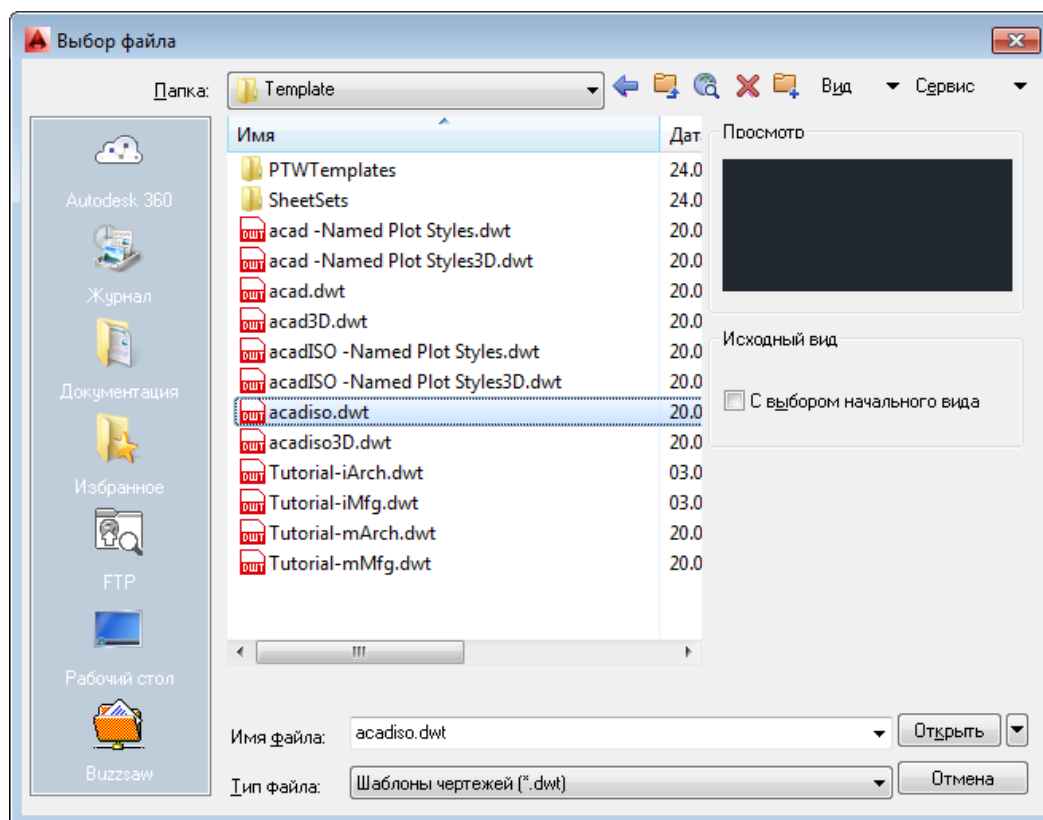 Выбор файла
Папка: Template Вид Сервис
Имя Дат
PTWTemplates 24.0
SheetSets 24.0
acad -Named Plot Styles.dwt 20.0
acad -Named Plot Styles3D.dwt 20.0
acad.dwt 20.0
acad3D.dwt 20.0
acadISO -Named Plot Styles.dwt 20.0
acadISO -Named Plot Styles3D.dwt 20.0
acadiso.dwt 20.0
acadiso3D.dwt 20.0
Tutorial-iArch.dwt 03.0
Tutorial-iMfg.dwt 03.0
Tutorial-mArch.dwt 20.0
Tutorial-mMfg.dwt 20.0
Autodesk 360
Журнал
Документация
Избранное
FTP
Рабочий стол
Buzzsaw
Просмотр
Исходный вид
С выбором начального вида
Имя файла: acadiso.dwt Открыть
Тип файла: Шаблоны чертежей (*.dwt) Отмена